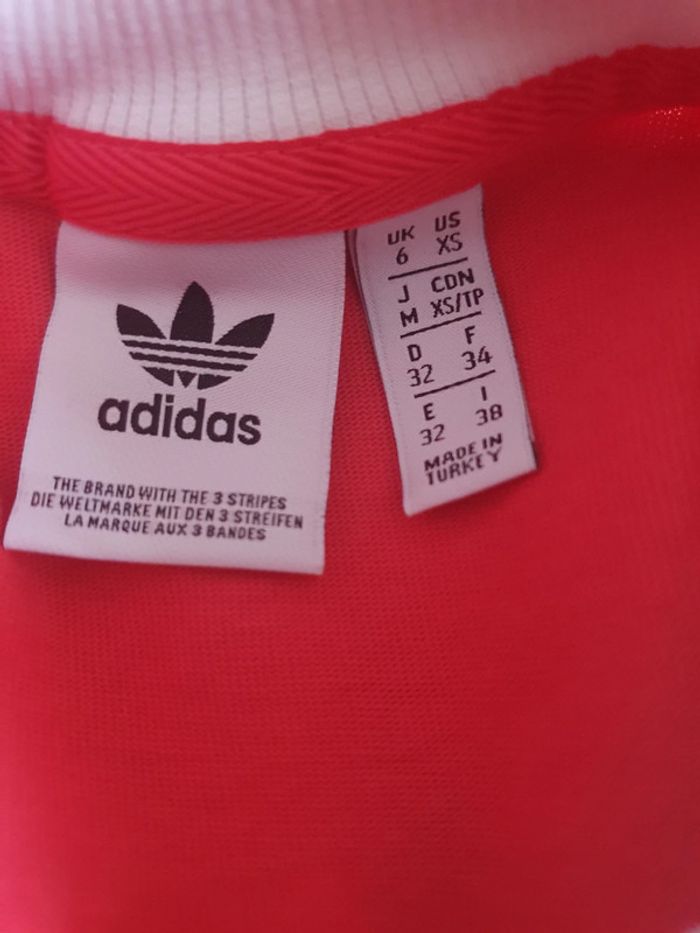 adidas
THE BRAND WITH THE 3 STRIPES
DIE WELTMARKE MIT DEN 3 STREIFEN
LA MARQUE AUX 3 BANDES
UK US
6 XS
J CDN
M XS/TP
D F
32 34
E I
32 38
MADE IN
TURKEY